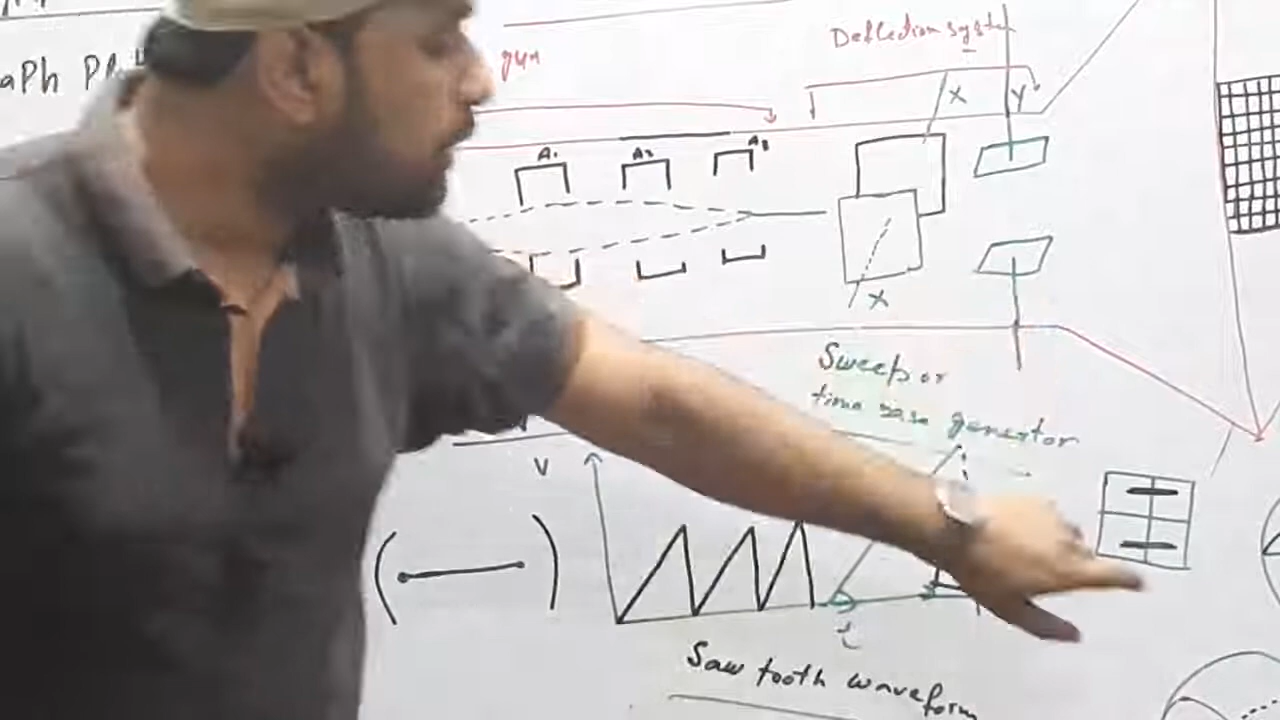 aPh
gun
Deflection system
X
Y
A1
A2
A3
X
Sweep or
time base generator
V
t
Saw tooth waveform